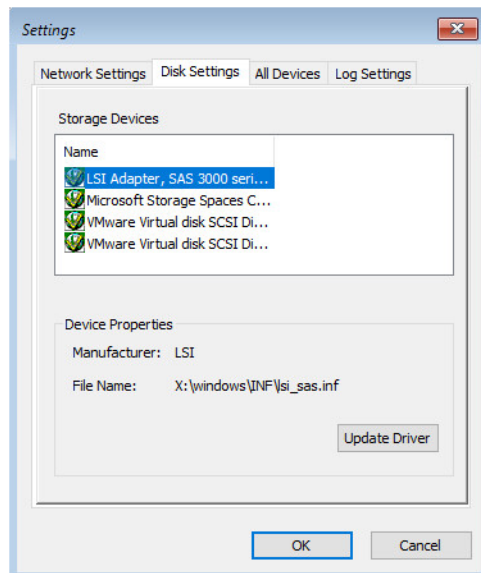 Settings
Network Settings Disk Settings All Devices Log Settings
Storage Devices
Name
LSI Adapter, SAS 3000 seri...
Microsoft Storage Spaces C...
VMware Virtual disk SCSI Di...
VMware Virtual disk SCSI Di...
Device Properties
Manufacturer: LSI
File Name: X:\windows\INF\lsi_sas.inf
Update Driver
OK Cancel